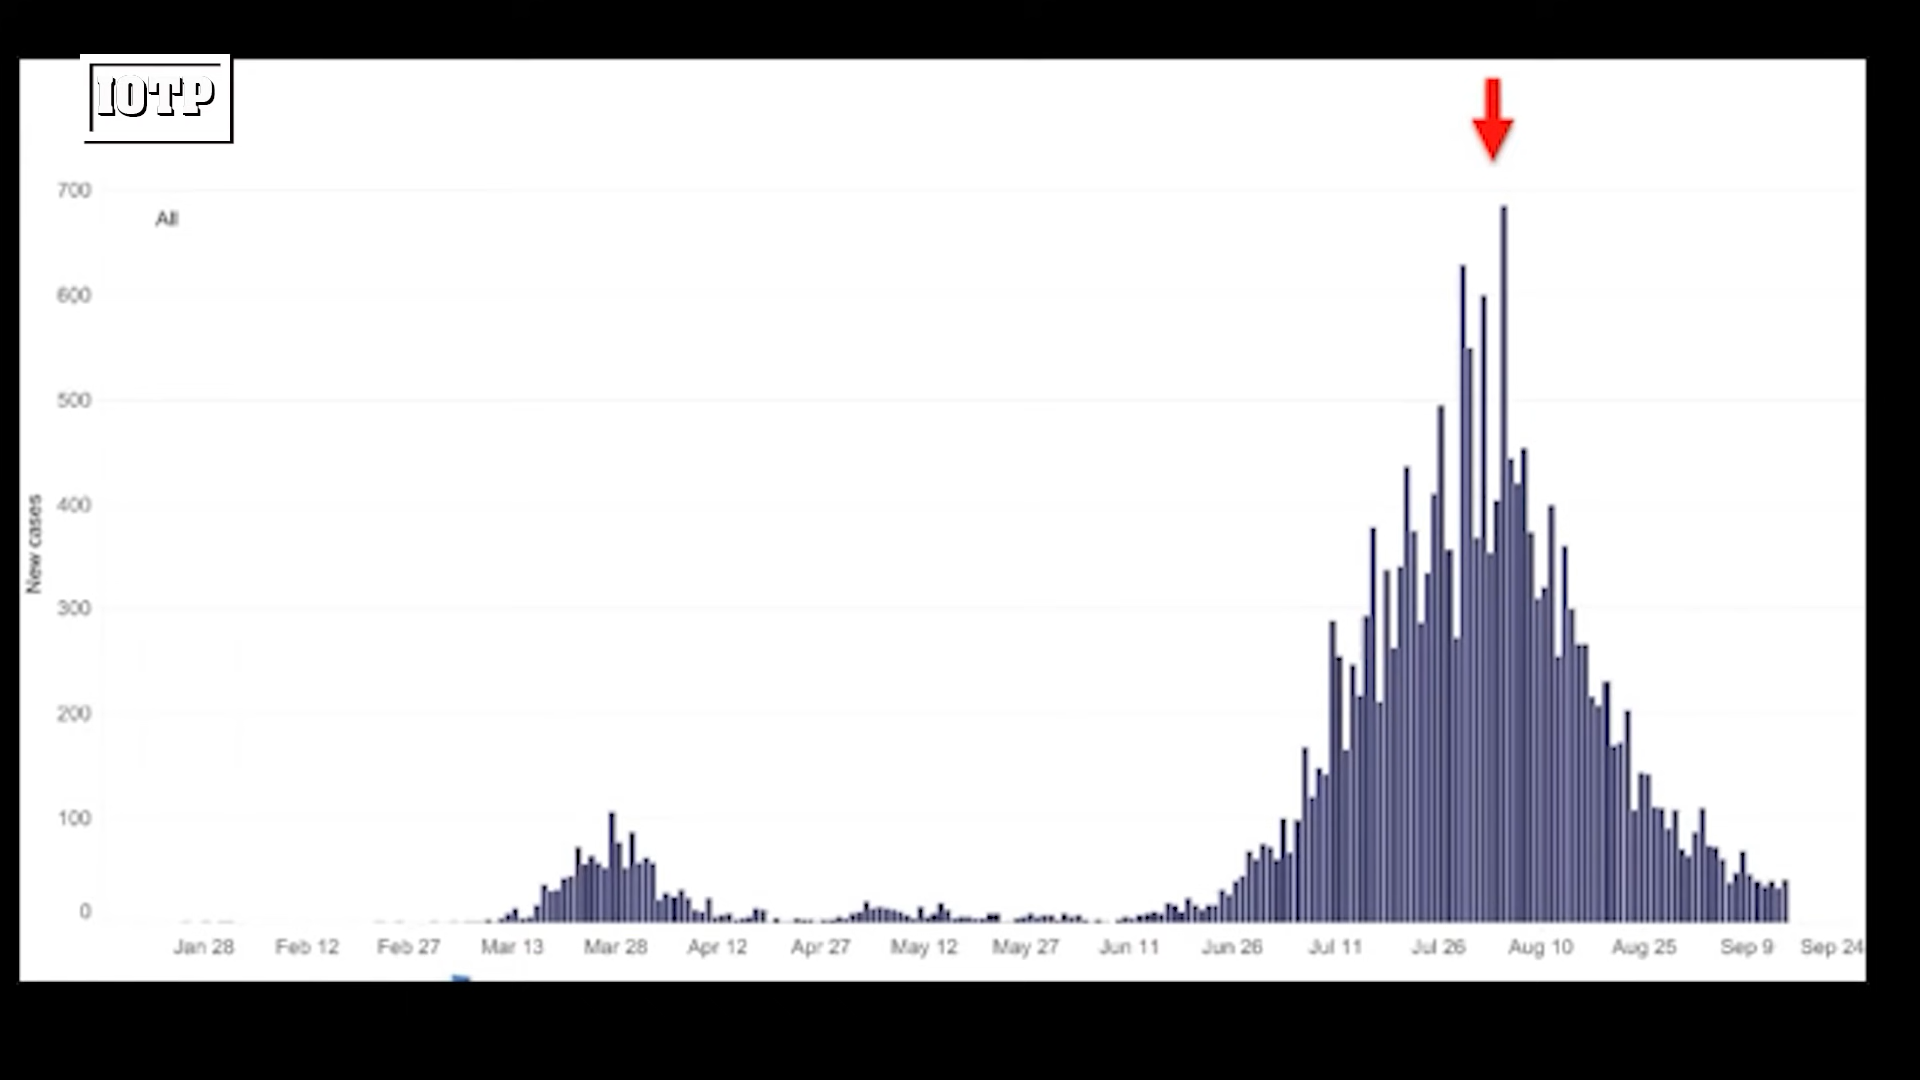 IOTP
700
All
600
500
400
New cases
300
200
100
0
Jan 28 Feb 12 Feb 27 Mar 13 Mar 28 Apr 12 Apr 27 May 12 May 27 Jun 11 Jun 26 Jul 11 Jul 26 Aug 10 Aug 25 Sep 9 Sep 24